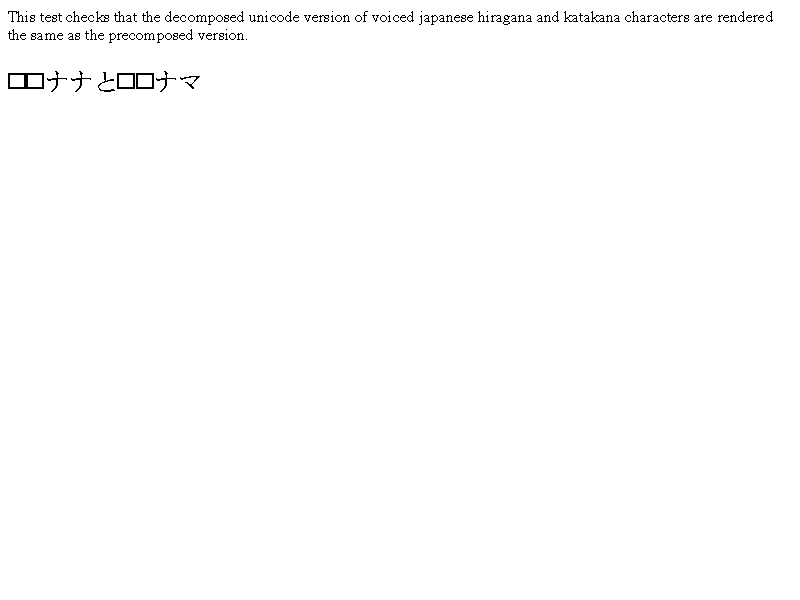 This test checks that the decomposed unicode version of voiced japanese hiragana and katakana characters are rendered
the same as the precomposed version.
□□ナナと□□ナマ